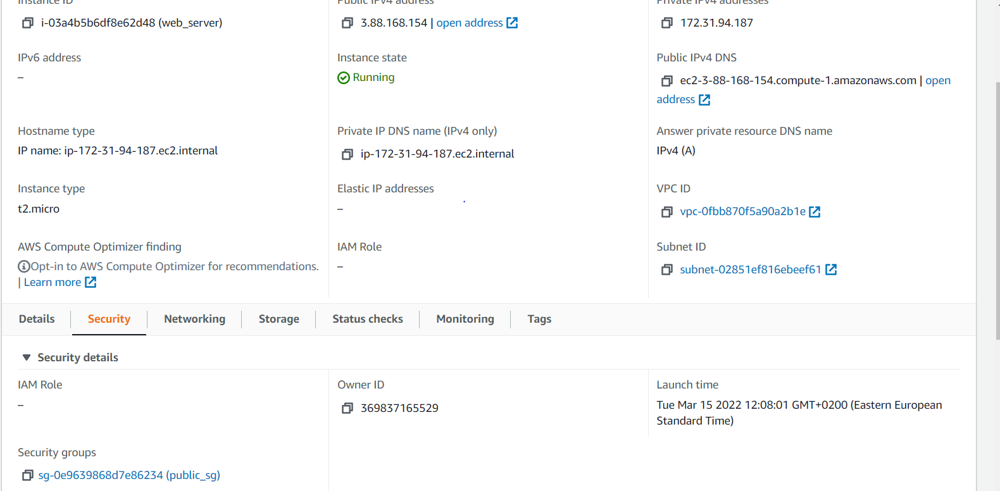 Instance ID
Public IPv4 address
Private IPv4 addresses
i-03a4b5b6df8e62d48 (web_server)
3.88.168.154 | open address
172.31.94.187
IPv6 address
Instance state
Public IPv4 DNS
–
Running
ec2-3-88-168-154.compute-1.amazonaws.com | open
address
Hostname type
Private IP DNS name (IPv4 only)
Answer private resource DNS name
IP name: ip-172-31-94-187.ec2.internal
ip-172-31-94-187.ec2.internal
IPv4 (A)
Instance type
Elastic IP addresses
VPC ID
t2.micro
–
vpc-0fbb870f5a90a2b1e
AWS Compute Optimizer finding
IAM Role
Subnet ID
Opt-in to AWS Compute Optimizer for recommendations.
| Learn more
–
subnet-02851ef816ebeef61
Details
Security
Networking
Storage
Status checks
Monitoring
Tags
Security details
IAM Role
Owner ID
Launch time
–
369837165529
Tue Mar 15 2022 12:08:01 GMT+0200 (Eastern European
Standard Time)
Security groups
sg-0e9639868d7e86234 (public_sg)